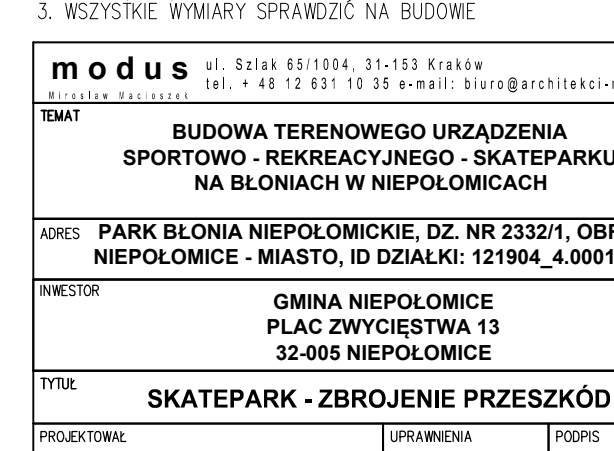 3. WSZYSTKIE WYMIARY SPRAWDZIĆ NA BUDOWIE
modus ul. Szlak 65/1004, 31-153 Kraków
Mirosław Macioszek tel. + 48 12 631 10 35 e-mail: biuro@architekci-
TEMAT
BUDOWA TERENOWEGO URZĄDZENIA
SPORTOWO - REKREACYJNEGO - SKATEPARKU
NA BŁONIACH W NIEPOŁOMICACH
ADRES PARK BŁONIA NIEPOŁOMICKIE, DZ. NR 2332/1, OBR
NIEPOŁOMICE - MIASTO, ID DZIAŁKI: 121904_4.0001
INWESTOR
GMINA NIEPOŁOMICE
PLAC ZWYCIĘSTWA 13
32-005 NIEPOŁOMICE
TYTUŁ
SKATEPARK - ZBROJENIE PRZESZKÓD
PROJEKTOWAŁ UPRAWNIENIA PODPIS